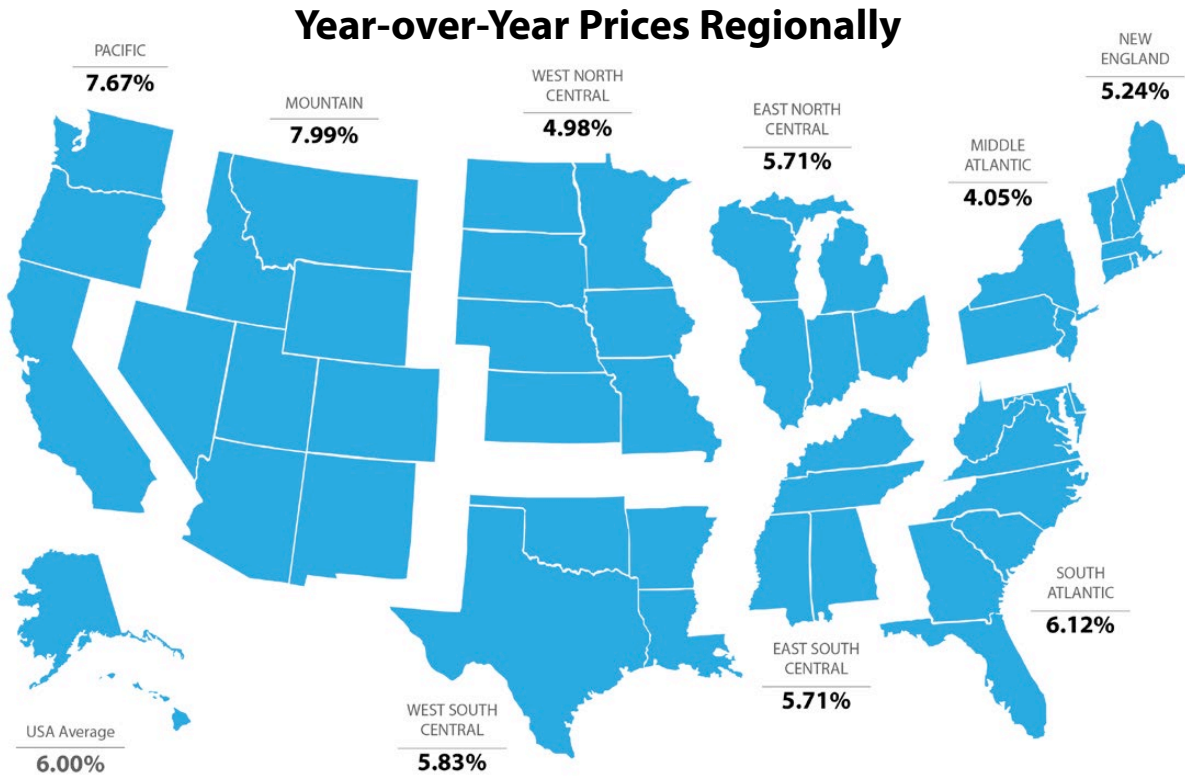 Year-over-Year Prices Regionally
PACIFIC
7.67%
MOUNTAIN
7.99%
WEST NORTH
CENTRAL
4.98%
EAST NORTH
CENTRAL
5.71%
MIDDLE
ATLANTIC
4.05%
NEW
ENGLAND
5.24%
SOUTH
ATLANTIC
6.12%
EAST SOUTH
CENTRAL
5.71%
WEST SOUTH
CENTRAL
5.83%
USA Average
6.00%